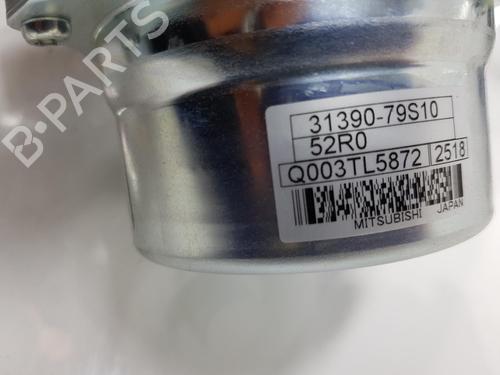 31390-79S10
52R0
Q003TL5872 2518
MITSUBISHI JAPAN
B-PARTS